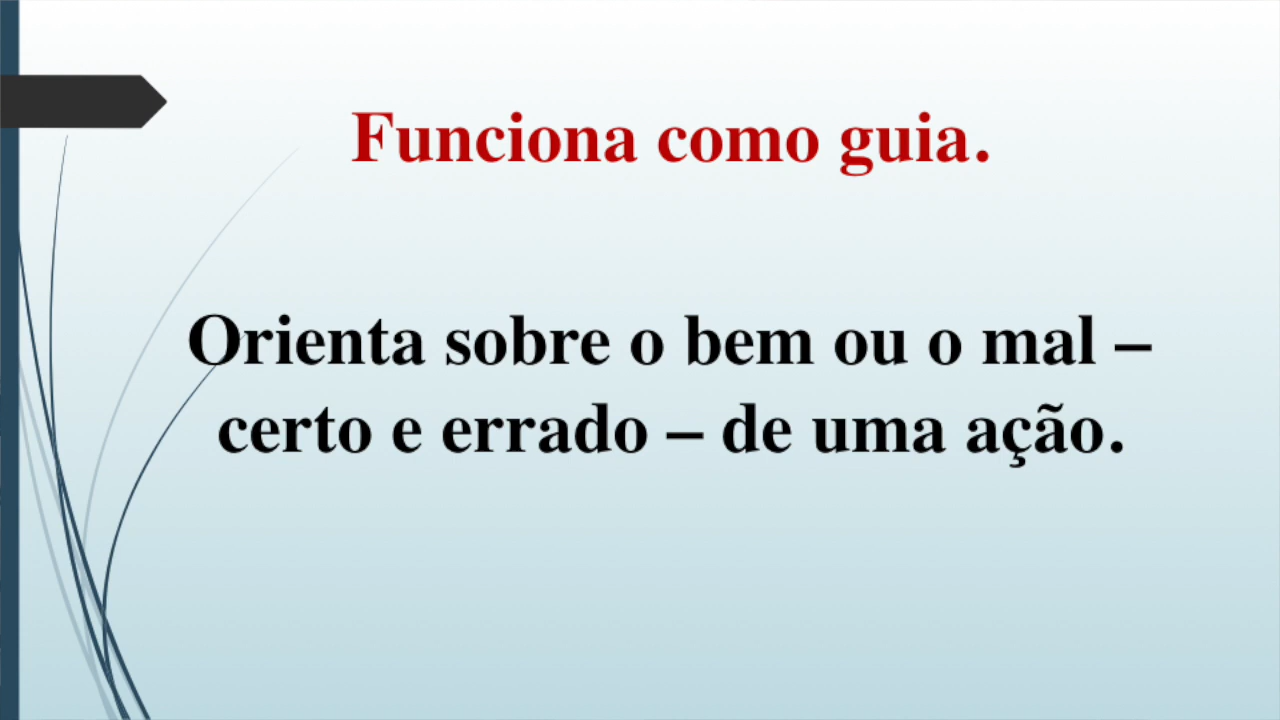 Funciona como guia.
Orienta sobre o bem ou o mal –
certo e errado – de uma ação.